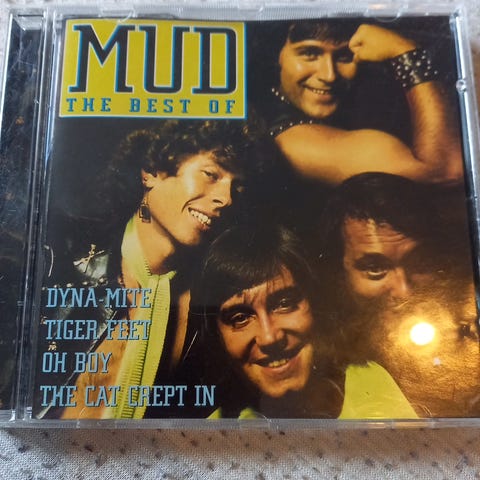 MUD
THE BEST OF
DYNA-MITE
TIGER FEET
OH BOY
THE CAT CREPT IN